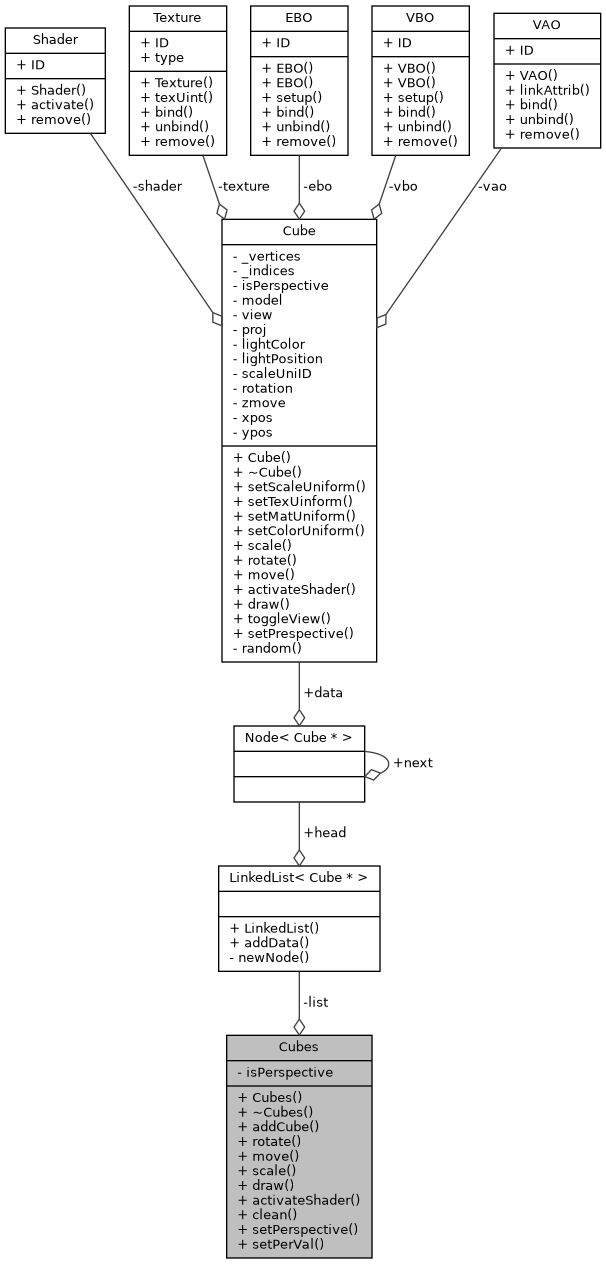 Shader
+ ID
+ Shader()
+ activate()
+ remove()
Texture
+ ID
+ type
+ Texture()
+ texUint()
+ bind()
+ unbind()
+ remove()
EBO
+ ID
+ EBO()
+ EBO()
+ setup()
+ bind()
+ unbind()
+ remove()
VBO
+ ID
+ VBO()
+ VBO()
+ setup()
+ bind()
+ unbind()
+ remove()
VAO
+ ID
+ VAO()
+ linkAttrib()
+ bind()
+ unbind()
+ remove()
-shader
-texture
-ebo
-vbo
-vao
Cube
- _vertices
- _indices
- isPerspective
- model
- view
- proj
- lightColor
- lightPosition
- scaleUniID
- rotation
- zmove
- xpos
- ypos
+ Cube()
+ ~Cube()
+ setScaleUniform()
+ setTexUinform()
+ setMatUniform()
+ setColorUniform()
+ scale()
+ rotate()
+ move()
+ activateShader()
+ draw()
+ toggleView()
+ setPrespective()
- random()
+data
Node< Cube * >
+next
+head
LinkedList< Cube * >
+ LinkedList()
+ addData()
- newNode()
-list
Cubes
- isPerspective
+ Cubes()
+ ~Cubes()
+ addCube()
+ rotate()
+ move()
+ scale()
+ draw()
+ activateShader()
+ clean()
+ setPerspective()
+ setPerVal()